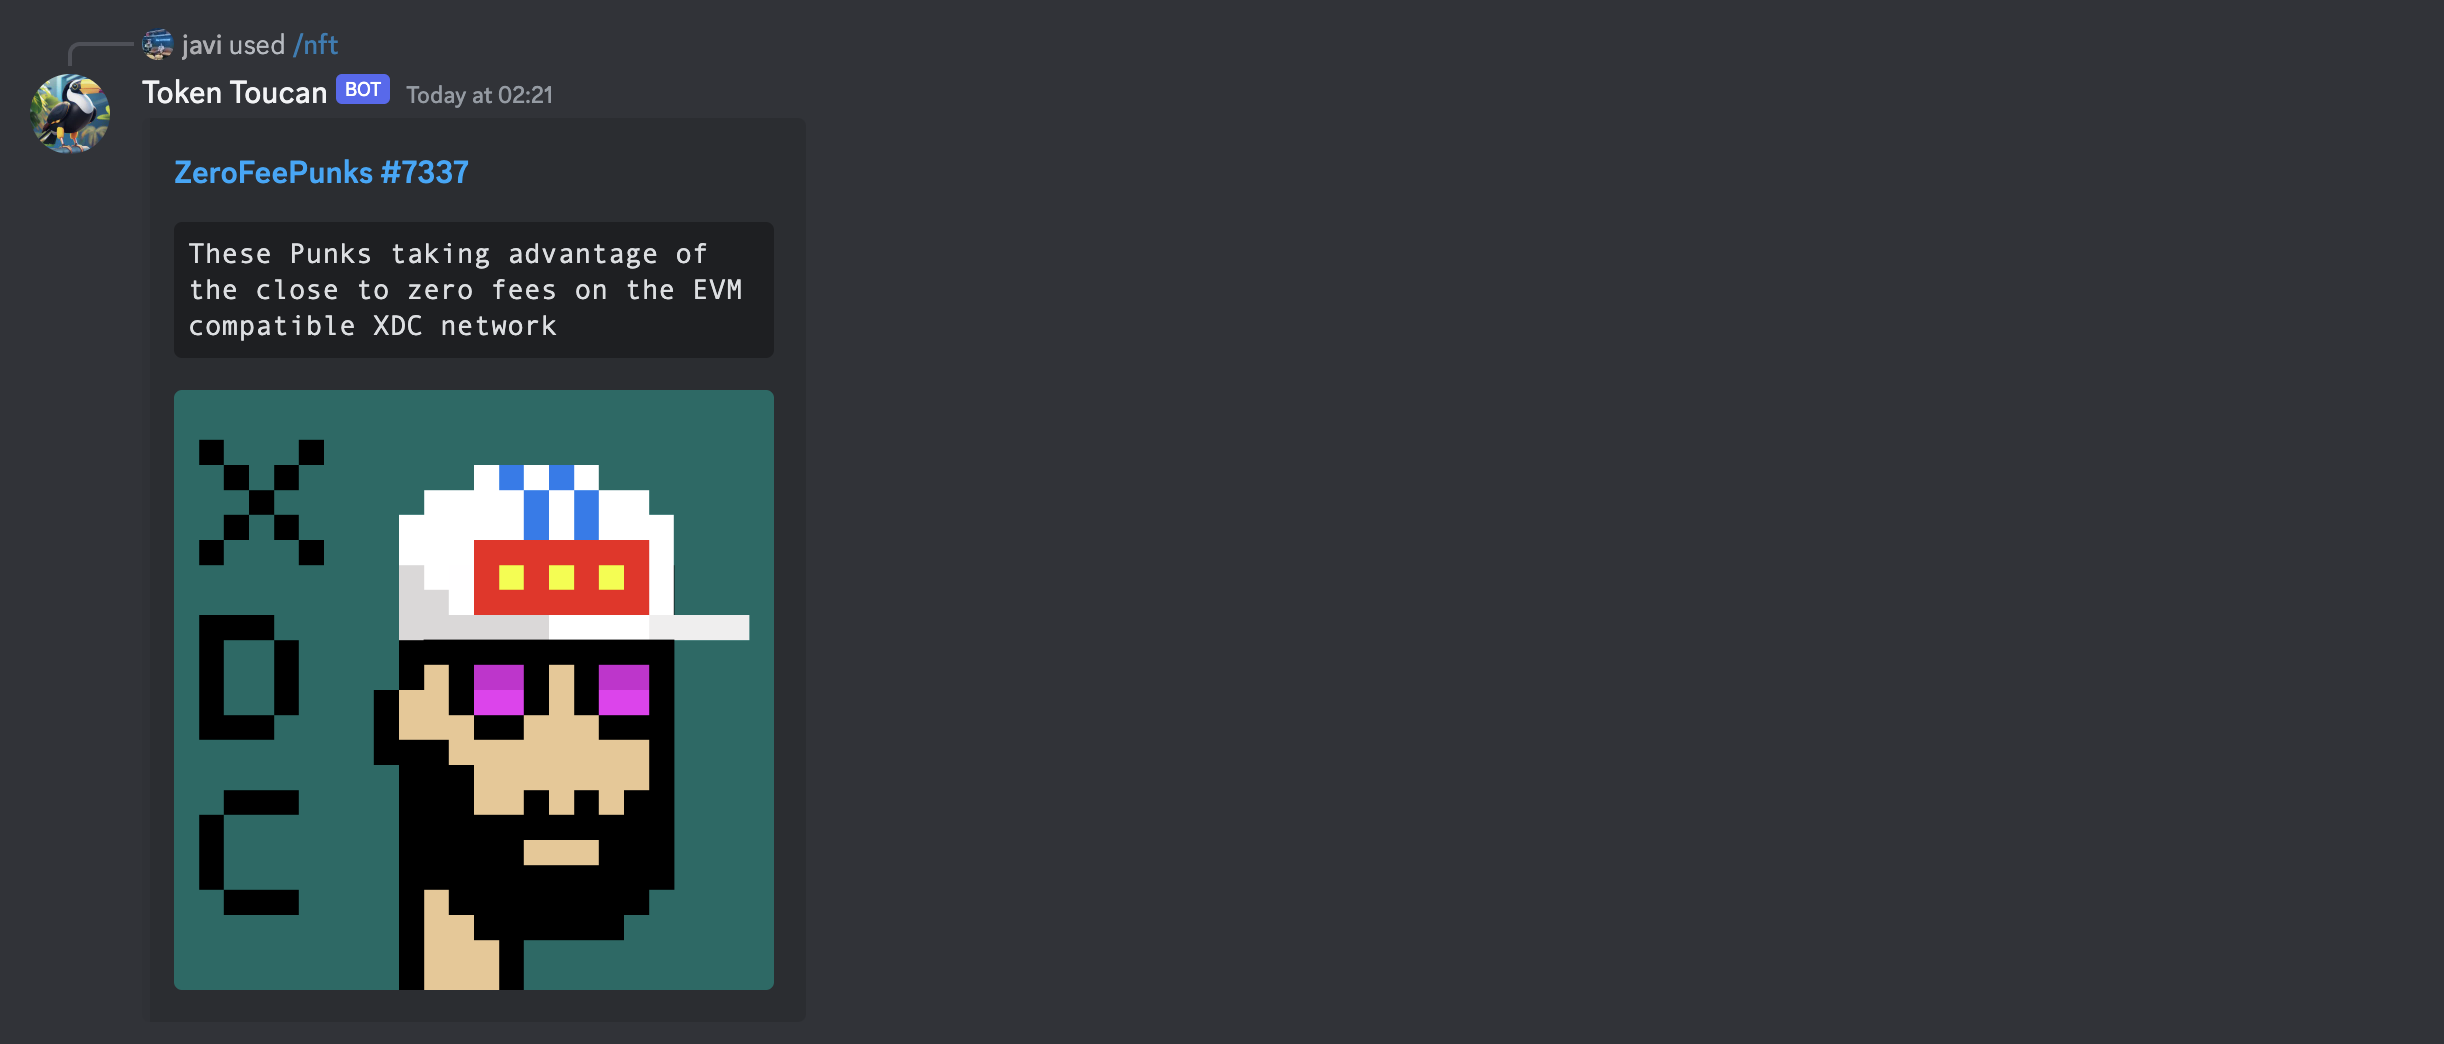 javi used /nft
Token Toucan BOT Today at 02:21
ZeroFeePunks #7337
These Punks taking advantage of
the close to zero fees on the EVM
compatible XDC network
X
D
C